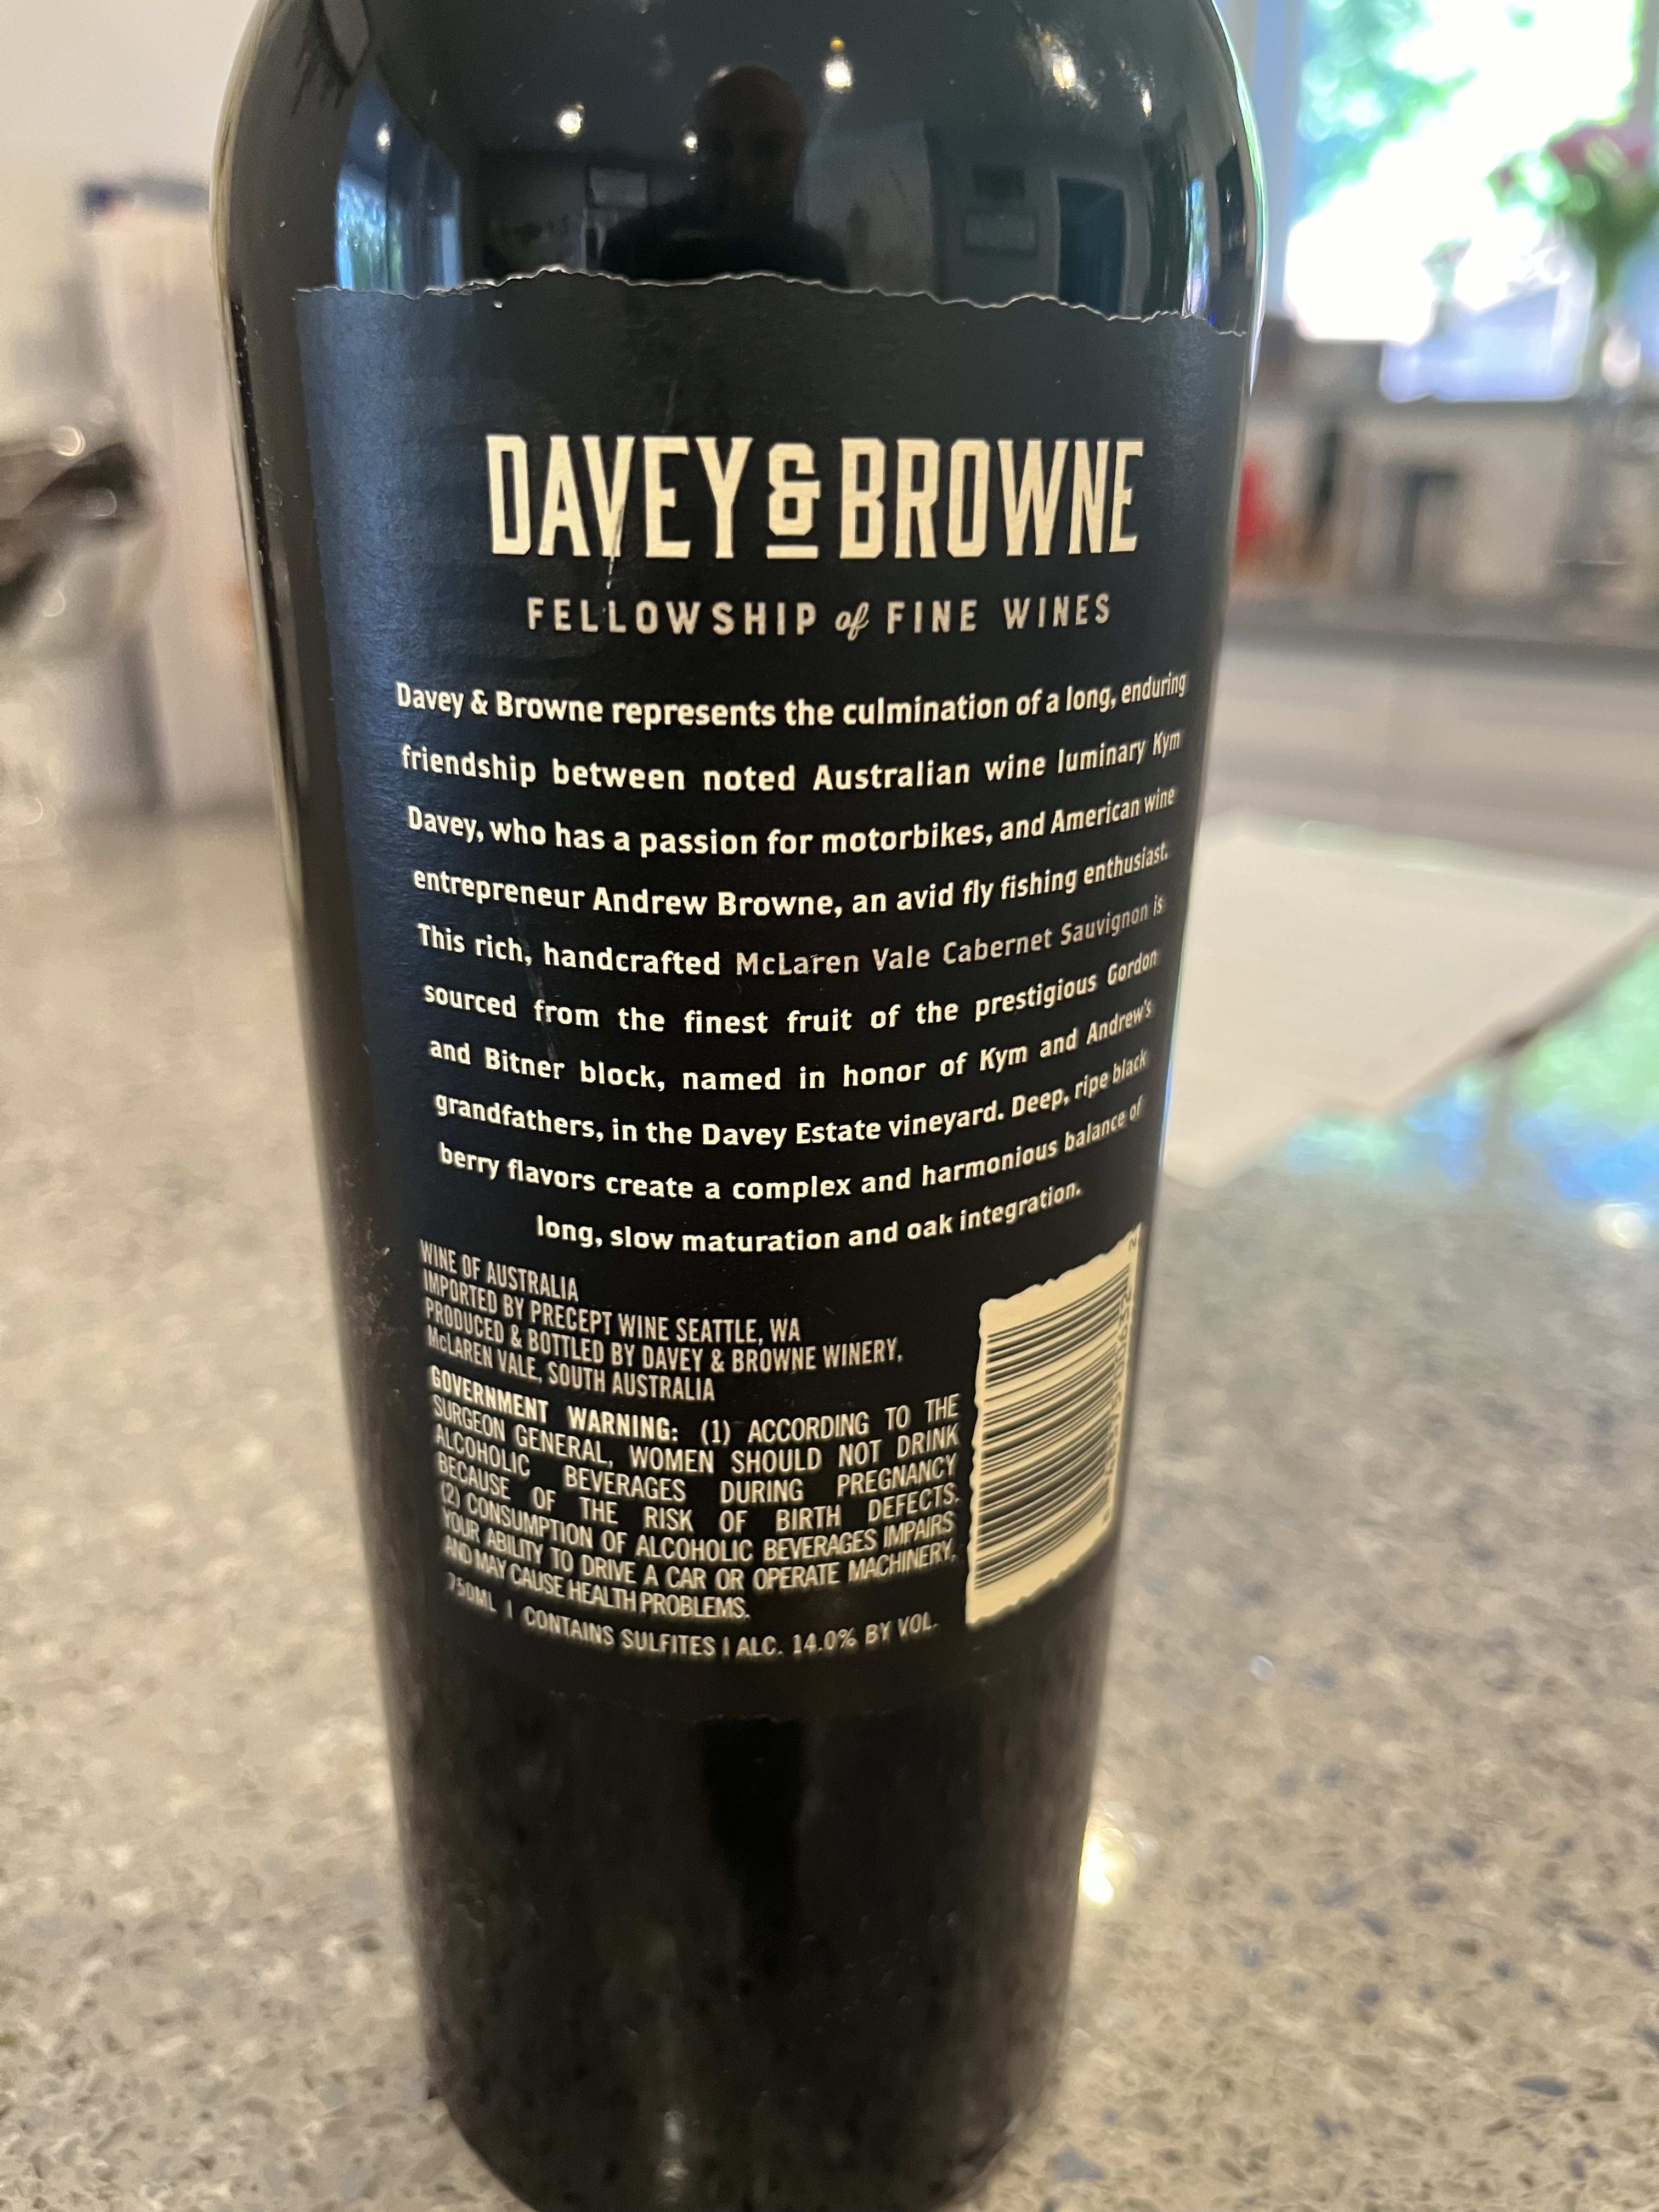 DAVEY & BROWNE
FELLOWSHIP of FINE WINES
Davey & Browne represents the culmination of a long, enduring
friendship between noted Australian wine luminary Kym
Davey, who has a passion for motorbikes, and American wine
entrepreneur Andrew Browne, an avid fly fishing enthusiast.
This rich, handcrafted McLaren Vale Cabernet Sauvignon is
sourced from the finest fruit of the prestigious Gordon
and Bitner block, named in honor of Kym and Andrew's
grandfathers, in the Davey Estate vineyard. Deep, ripe black
berry flavors create a complex and harmonious balance of
long, slow maturation and oak integration.
WINE OF AUSTRALIA
IMPORTED BY PRECEPT WINE SEATTLE, WA
PRODUCED & BOTTLED BY DAVEY & BROWNE WINERY,
McLAREN VALE, SOUTH AUSTRALIA
GOVERNMENT WARNING: (1) ACCORDING TO THE
SURGEON GENERAL, WOMEN SHOULD NOT DRINK
ALCOHOLIC BEVERAGES DURING PREGNANCY
BECAUSE OF THE RISK OF BIRTH DEFECTS.
(2) CONSUMPTION OF ALCOHOLIC BEVERAGES IMPAIRS
YOUR ABILITY TO DRIVE A CAR OR OPERATE MACHINERY,
AND MAY CAUSE HEALTH PROBLEMS.
750ML | CONTAINS SULFITES | ALC. 14.0% BY VOL.